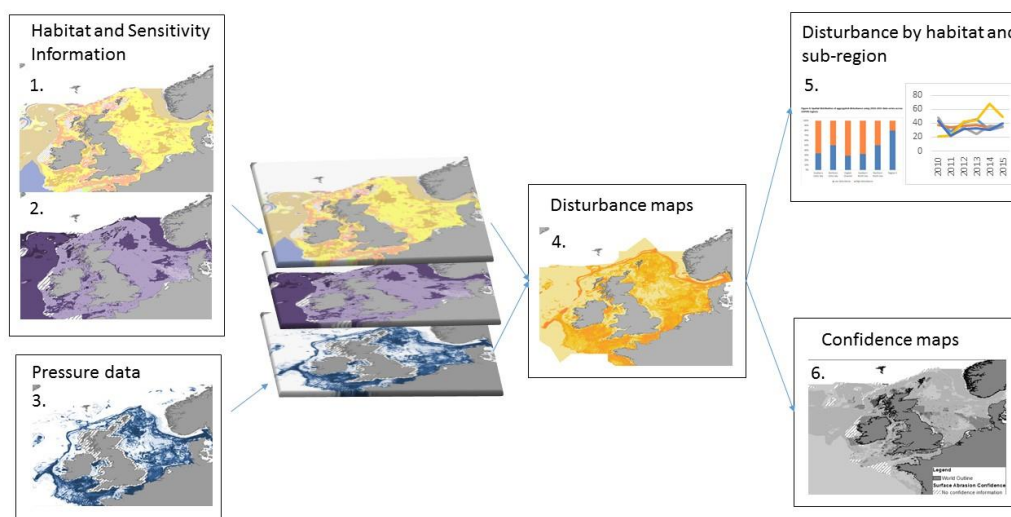 Habitat and Sensitivity
Information
1.
2.
Pressure data
3.
Disturbance maps
4.
Disturbance by habitat and
sub-region
5.
80
60
40
20
0
2010
2011
2012
2013
2014
2015
Confidence maps
6.
Legend
World Outline
Surface Abrasion Confidence
No confidence information